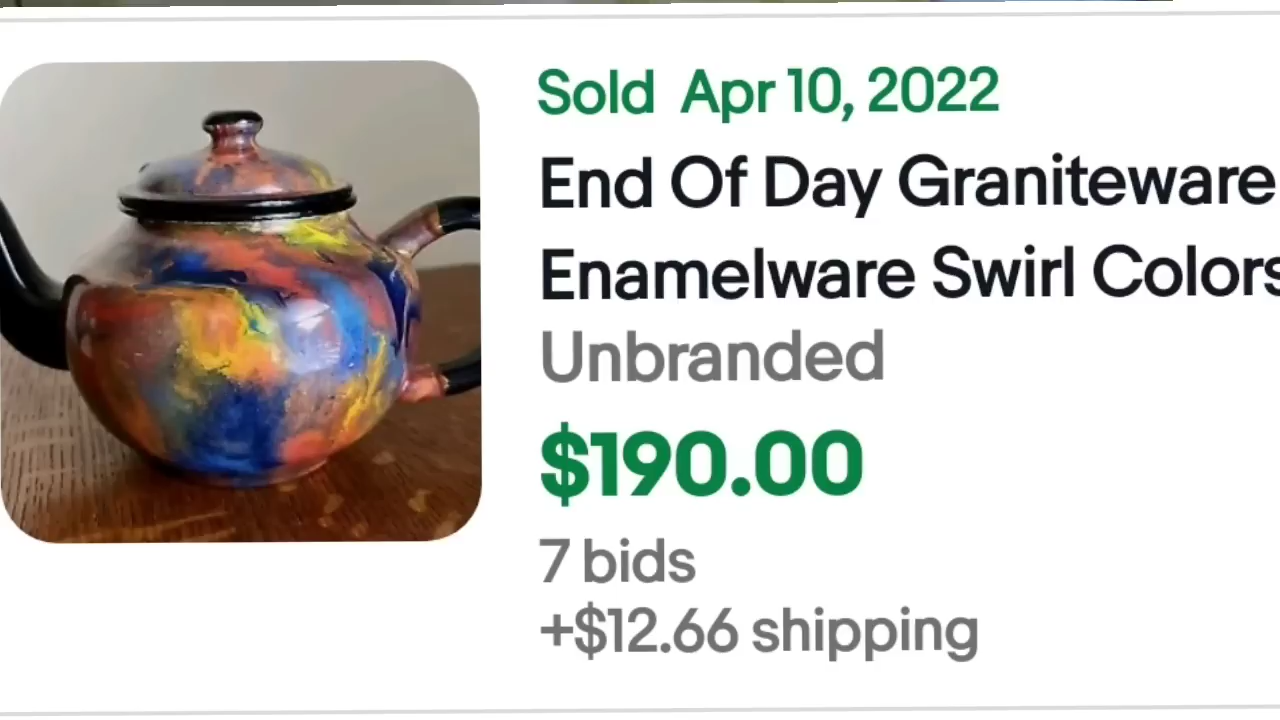 Sold Apr 10, 2022
End Of Day Graniteware
Enamelware Swirl Colors
Unbranded
$190.00
7 bids
+$12.66 shipping